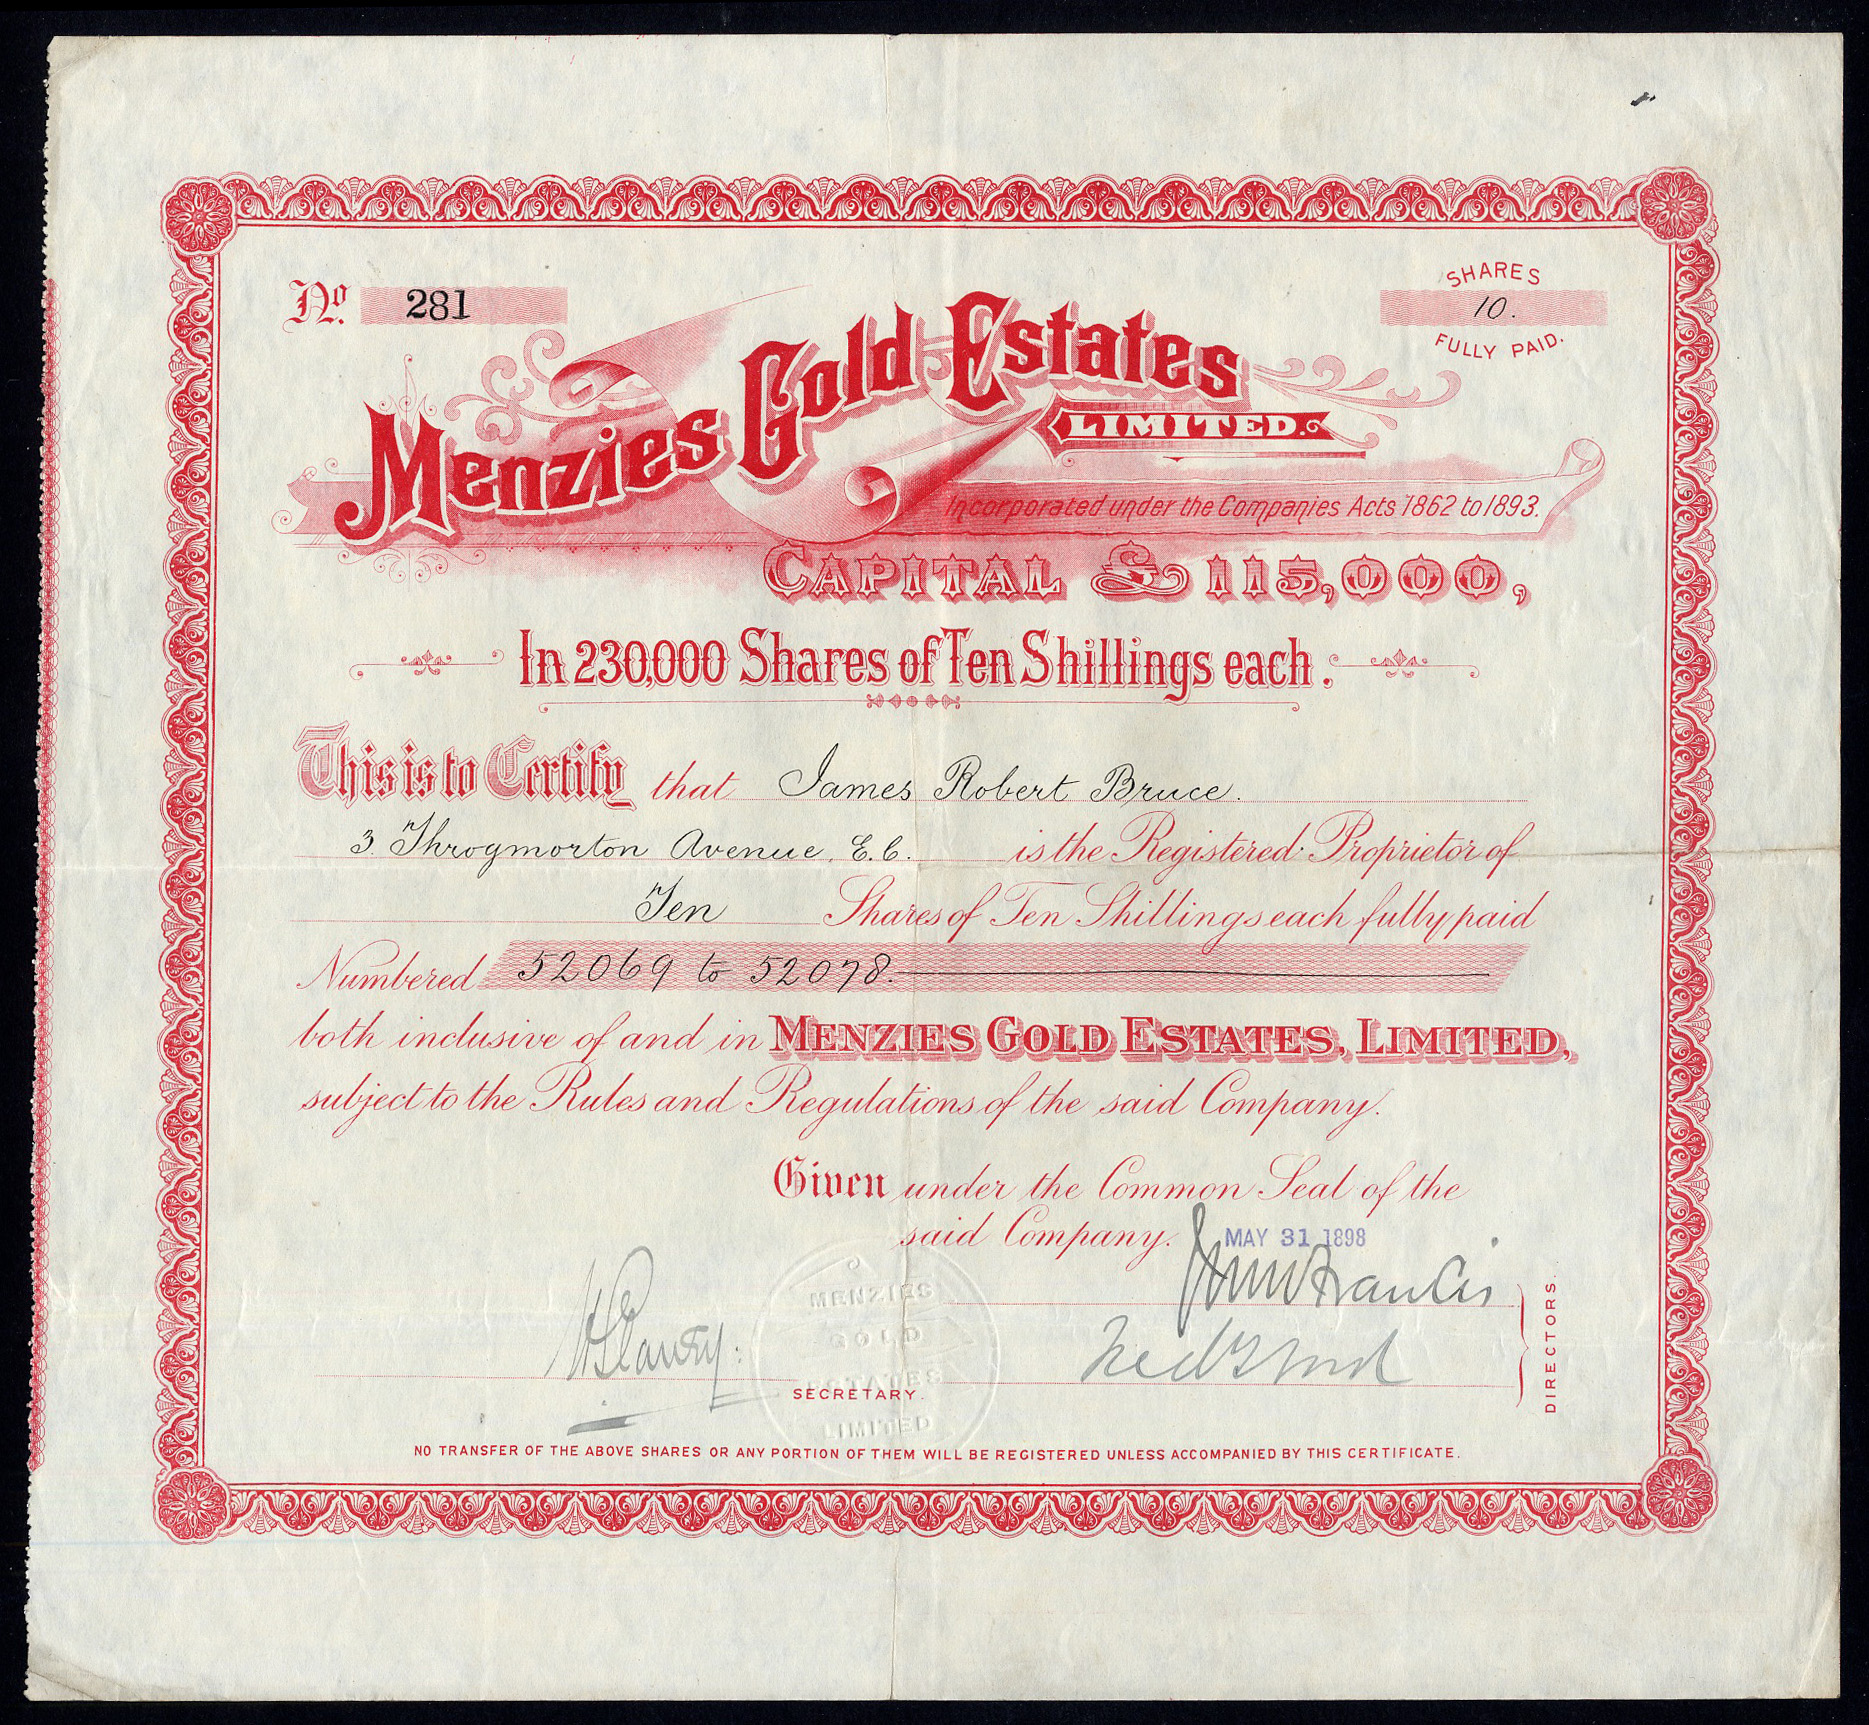 No. 281
SHARES
10.
FULLY PAID.
Menzies Gold Estates
LIMITED.
Incorporated under the Companies Acts 1862 to 1893.
CAPITAL £115,000,
In 230,000 Shares of Ten Shillings each.
This is to Certify that James Robert Bruce.
3. Throgmorton Avenue, E.C. is the Registered Proprietor of
Ten Shares of Ten Shillings each fully paid
Numbered 52069 to 52078.
both inclusive of and in MENZIES GOLD ESTATES, LIMITED,
subject to the Rules and Regulations of the said Company.
Given under the Common Seal of the
said Company. MAY 31 1898
MENZIES
GOLD
ESTATES
LIMITED
SECRETARY.
DIRECTORS.
NO TRANSFER OF THE ABOVE SHARES OR ANY PORTION OF THEM WILL BE REGISTERED UNLESS ACCOMPANIED BY THIS CERTIFICATE.